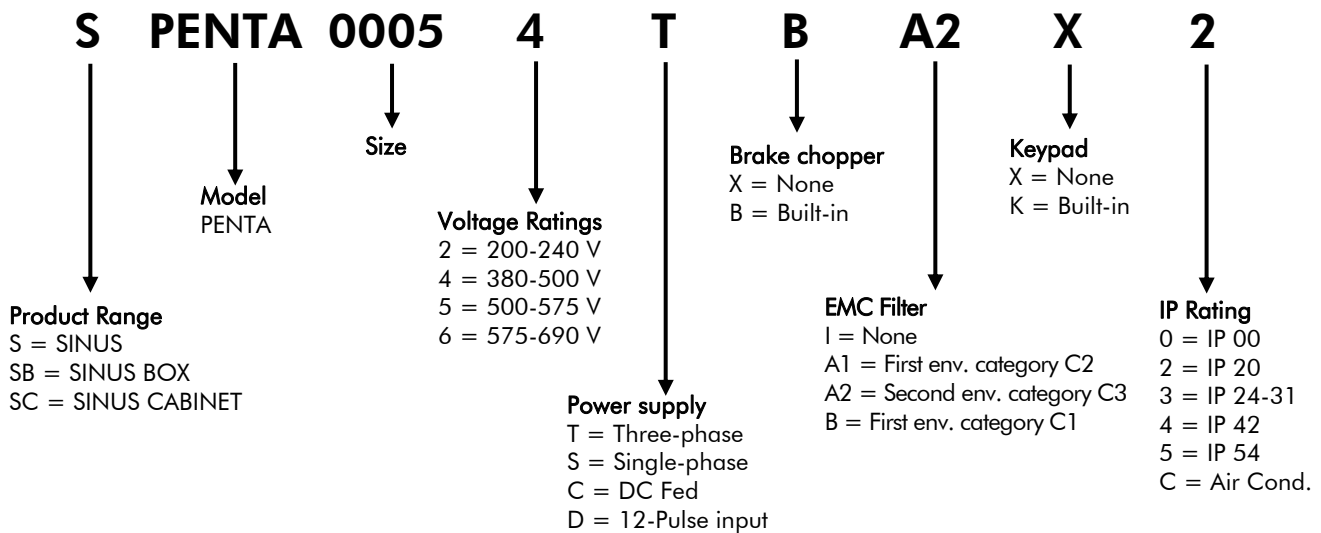 S PENTA 0005 4 T B A2 X 2
Size
Model
PENTA
Brake chopper
X = None
B = Built-in
Keypad
X = None
K = Built-in
Voltage Ratings
2 = 200-240 V
4 = 380-500 V
5 = 500-575 V
6 = 575-690 V
Product Range
S = SINUS
SB = SINUS BOX
SC = SINUS CABINET
EMC Filter
I = None
A1 = First env. category C2
A2 = Second env. category C3
B = First env. category C1
IP Rating
0 = IP 00
2 = IP 20
3 = IP 24-31
4 = IP 42
5 = IP 54
C = Air Cond.
Power supply
T = Three-phase
S = Single-phase
C = DC Fed
D = 12-Pulse input